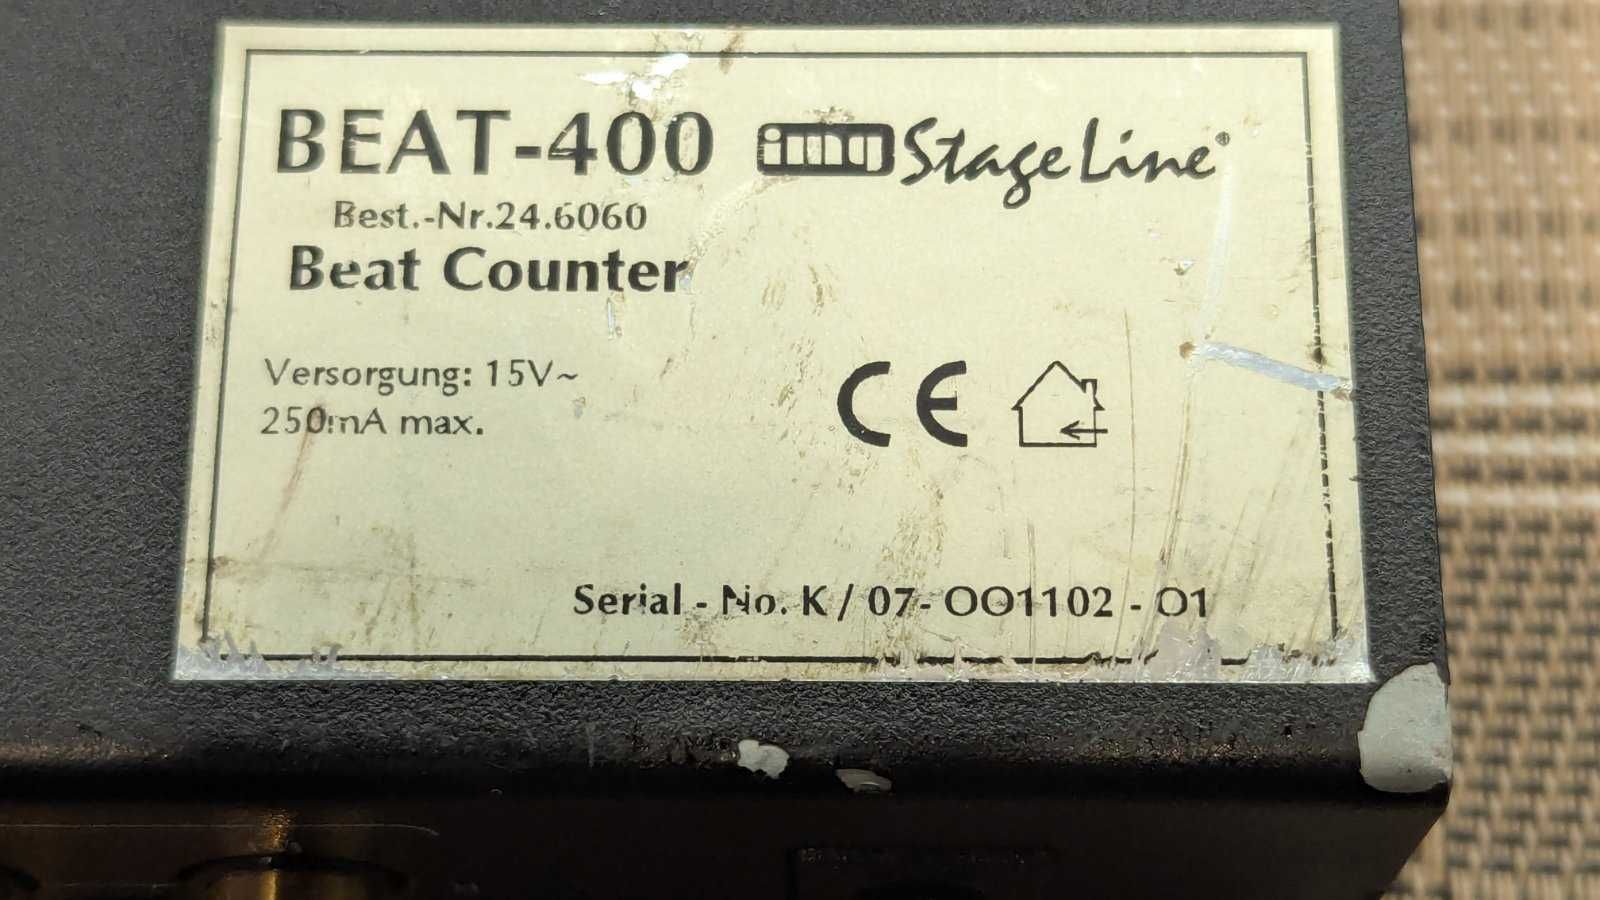 BEAT-400 img Stage Line®
Best.-Nr.24.6060
Beat Counter
Versorgung: 15V~
250mA max.
CE
Serial - No. K / 07- OO1102 - O1